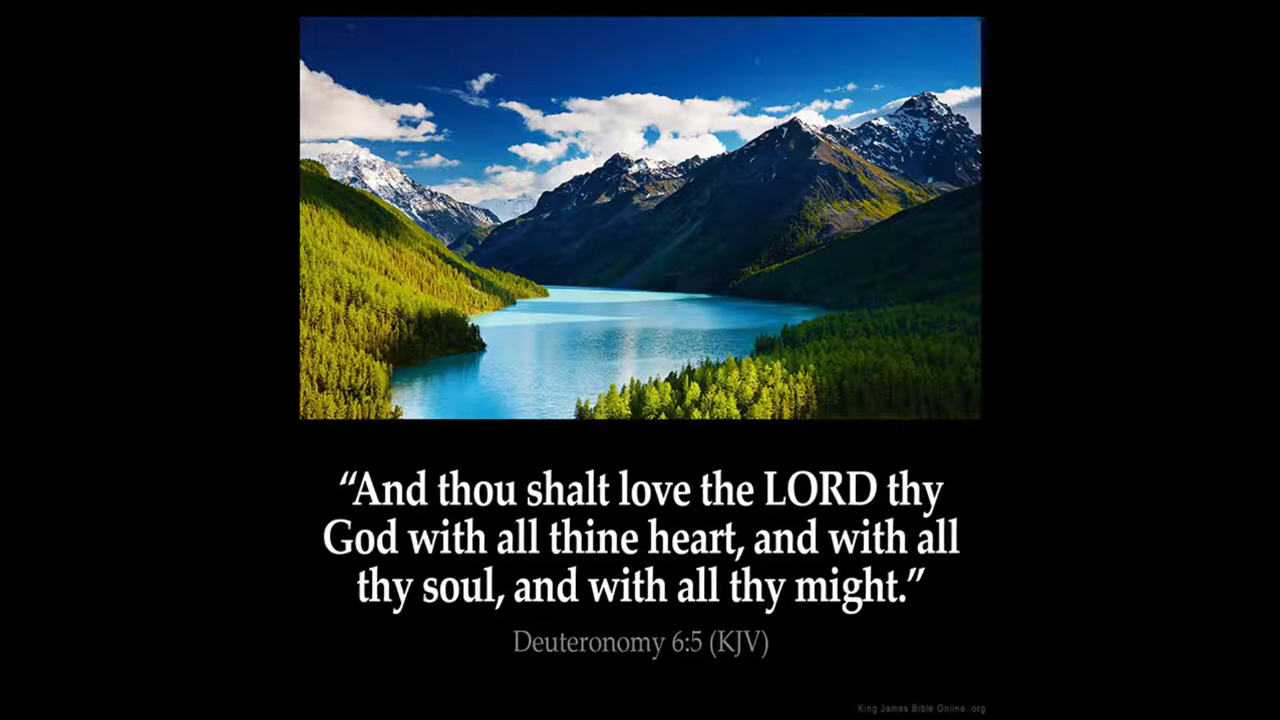 “And thou shalt love the LORD thy
God with all thine heart, and with all
thy soul, and with all thy might.”
Deuteronomy 6:5 (KJV)
King James Bible Online .org